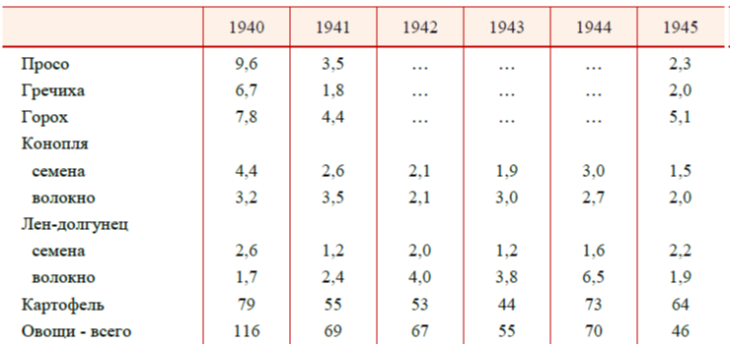 1940 1941 1942 1943 1944 1945
Просо 9,6 3,5 ... ... ... 2,3
Гречиха 6,7 1,8 ... ... ... 2,0
Горох 7,8 4,4 ... ... ... 5,1
Конопля
семена 4,4 2,6 2,1 1,9 3,0 1,5
волокно 3,2 3,5 2,1 3,0 2,7 2,0
Лен-долгунец
семена 2,6 1,2 2,0 1,2 1,6 2,2
волокно 1,7 2,4 4,0 3,8 6,5 1,9
Картофель 79 55 53 44 73 64
Овощи - всего 116 69 67 55 70 46